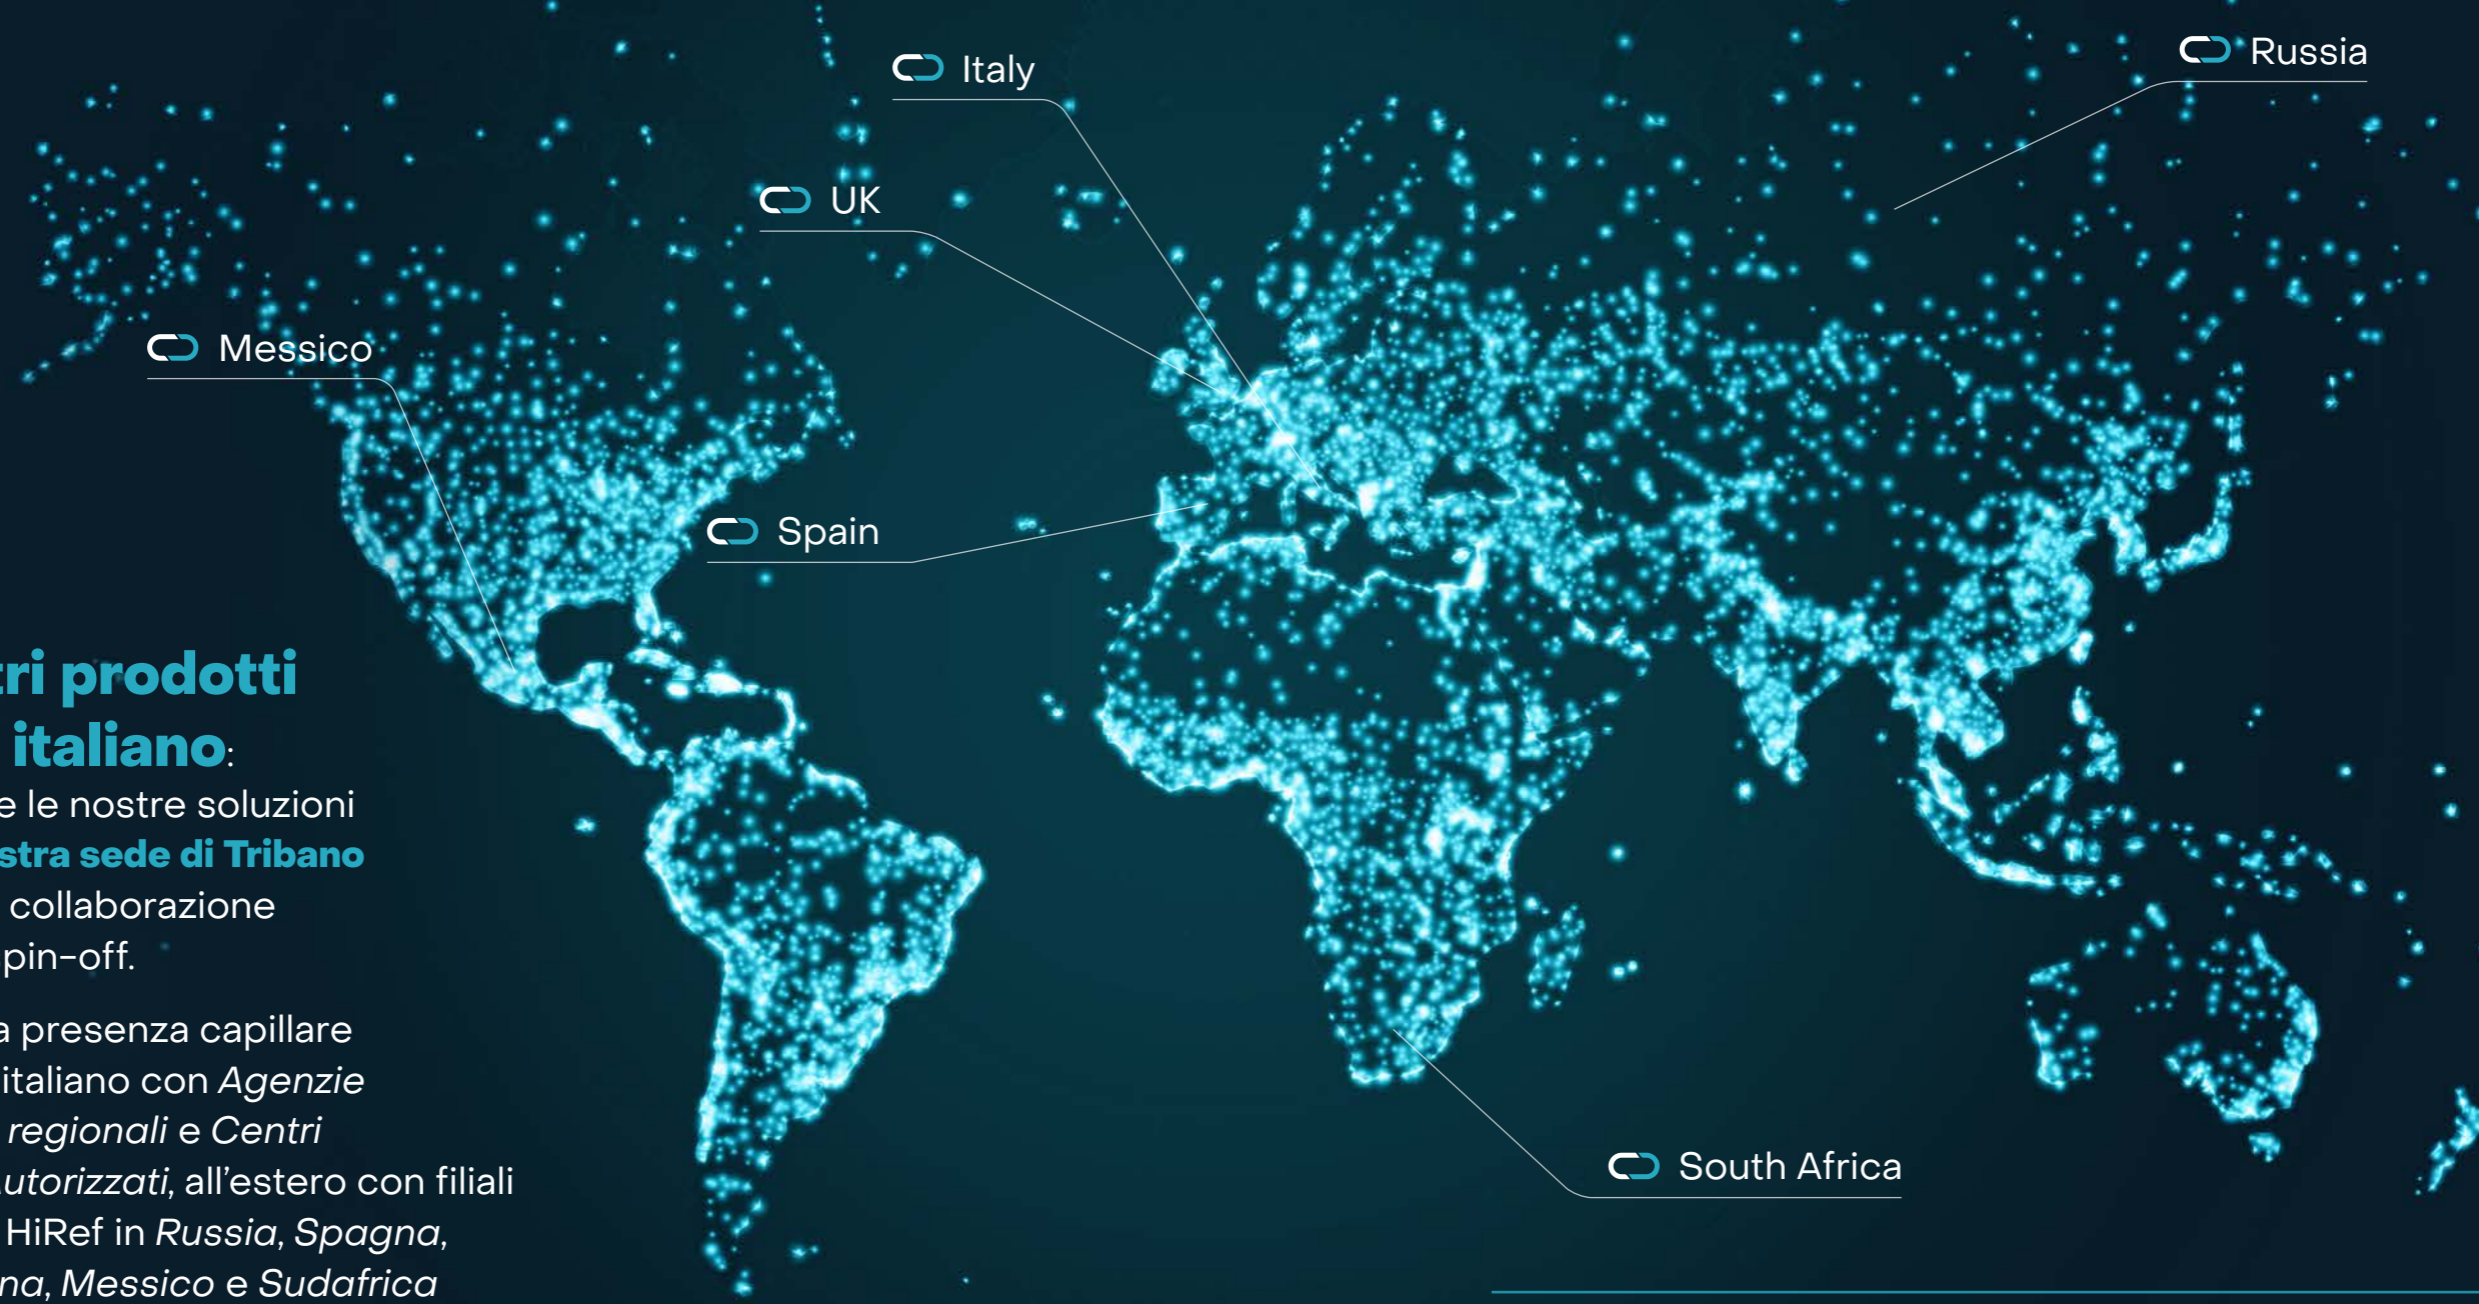 Italy
Russia
UK
Messico
Spain
tri prodotti
italiano:
e le nostre soluzioni
stra sede di Tribano
collaborazione
pin-off.
a presenza capillare
italiano con Agenzie
regionali e Centri
utorizzati, all'estero con filiali
HiRef in Russia, Spagna,
na, Messico e Sudafrica
South Africa